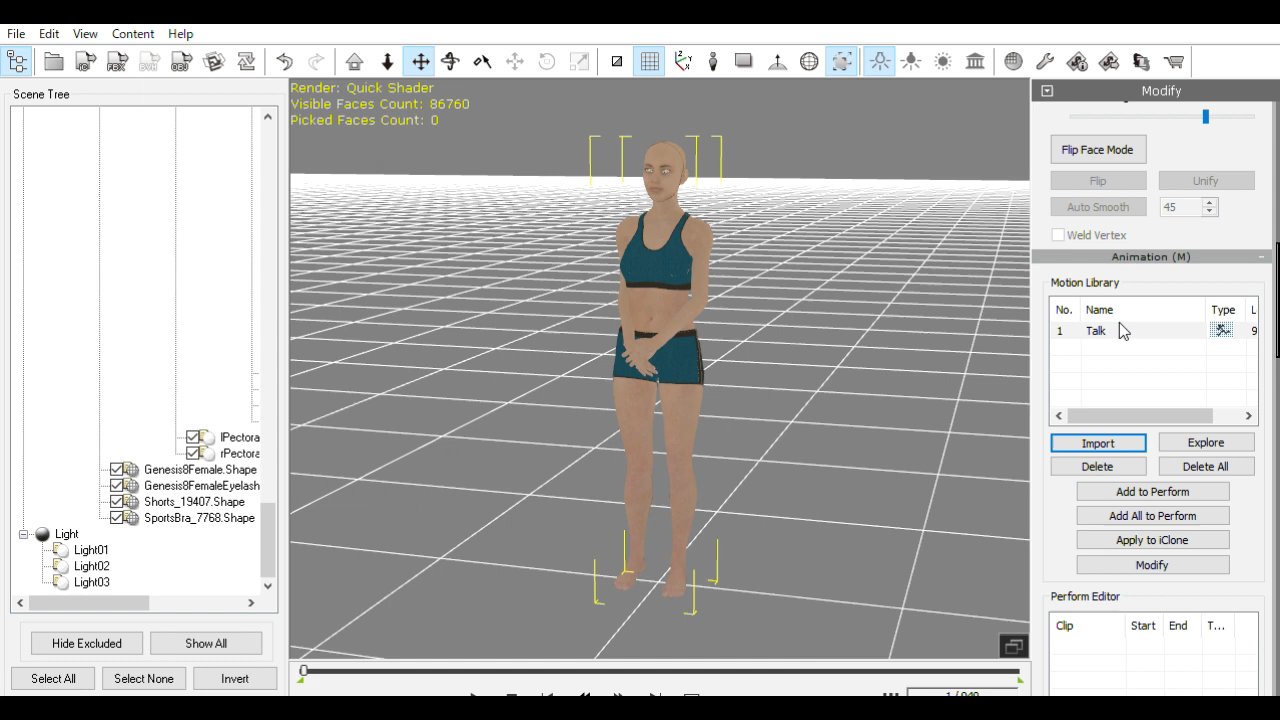 File Edit View Content Help
Scene Tree
Render: Quick Shader
Visible Faces Count: 86760
Picked Faces Count: 0
lPectora
rPectora
Genesis8Female.Shape
Genesis8FemaleEyelash
Shorts_19407.Shape
SportsBra_7768.Shape
Light
Light01
Light02
Light03
Hide Excluded Show All
Select All Select None Invert
Modify
Flip Face Mode
Flip Unify
Auto Smooth 45
Weld Vertex
Animation (M)
Motion Library
No. Name Type L
1 Talk 9
Import Explore
Delete Delete All
Add to Perform
Add All to Perform
Apply to iClone
Modify
Perform Editor
Clip Start End T...